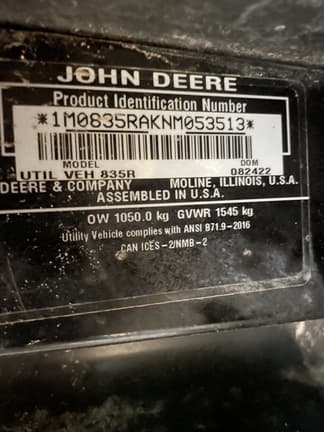 JOHN DEERE
Product Identification Number
*1M0835RAKNM053513*
MODEL DOM
UTIL VEH 835R 082422
DEERE & COMPANY MOLINE, ILLINOIS, U.S.A.
ASSEMBLED IN U.S.A.
OW 1050.0 kg GVWR 1545 kg
Utility Vehicle complies with ANSI B71.9-2016
CAN ICES-2/NMB-2